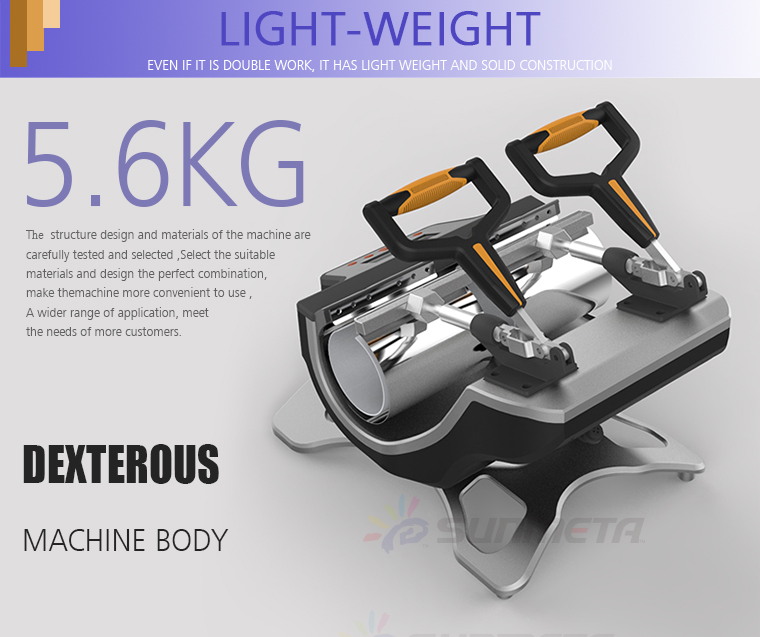 LIGHT-WEIGHT
EVEN IF IT IS DOUBLE WORK, IT HAS LIGHT WEIGHT AND SOLID CONSTRUCTION
5.6KG
The structure design and materials of the machine are
carefully tested and selected ,Select the suitable
materials and design the perfect combination,
make themachine more convenient to use ,
A wider range of application, meet
the needs of more customers.
DEXTEROUS
MACHINE BODY
SUNMETA
SUNMETA